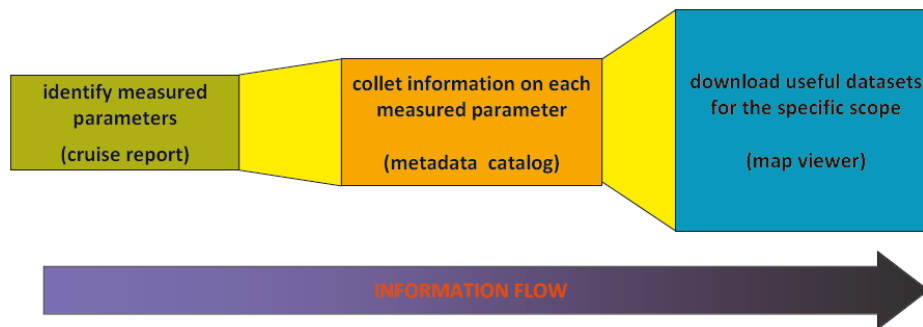 identify measured
parameters
(cruise report)
collet information on each
measured parameter
(metadata catalog)
download useful datasets
for the specific scope
(map viewer)
INFORMATION FLOW